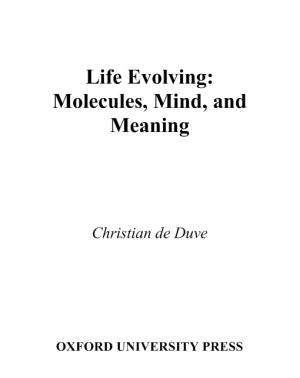 Life Evolving:
Molecules, Mind, and
Meaning
Christian de Duve
OXFORD UNIVERSITY PRESS